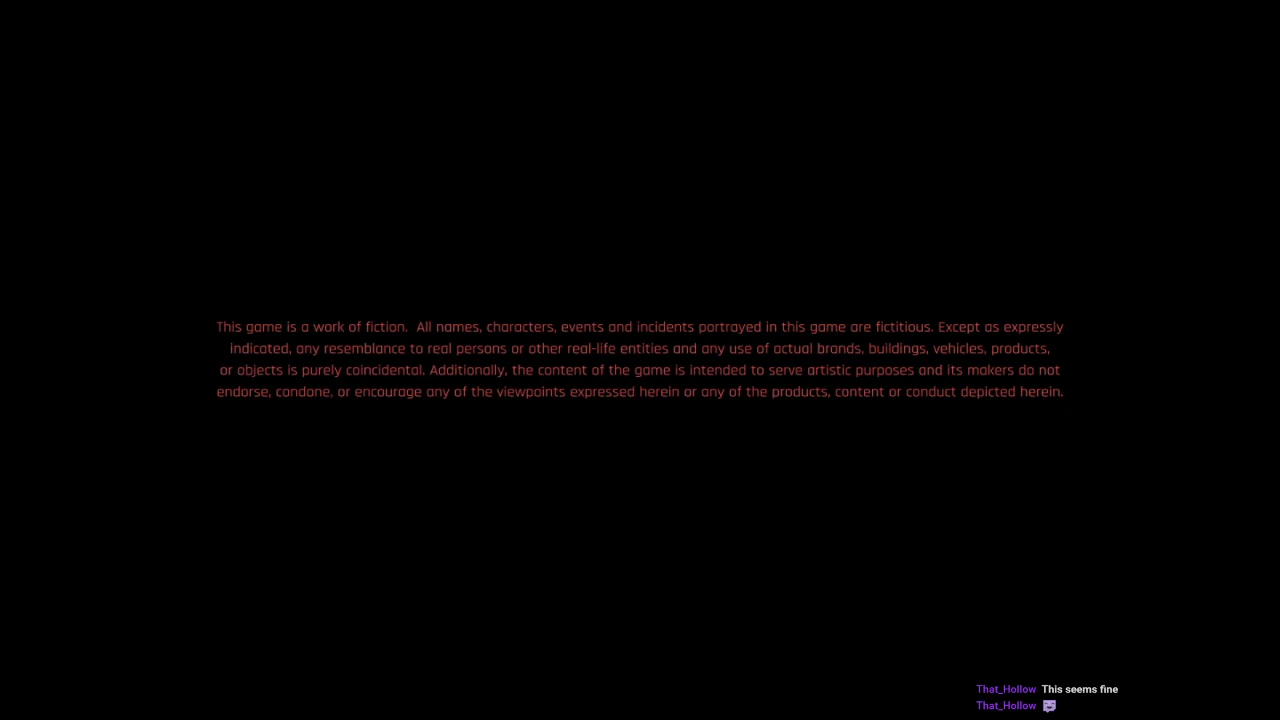 This game is a work of fiction.  All names, characters, events and incidents portrayed in this game are fictitious. Except as expressly
indicated, any resemblance to real persons or other real-life entities and any use of actual brands, buildings, vehicles, products,
or objects is purely coincidental. Additionally, the content of the game is intended to serve artistic purposes and its makers do not
endorse, condone, or encourage any of the viewpoints expressed herein or any of the products, content or conduct depicted herein.
That_Hollow This seems fine
That_Hollow